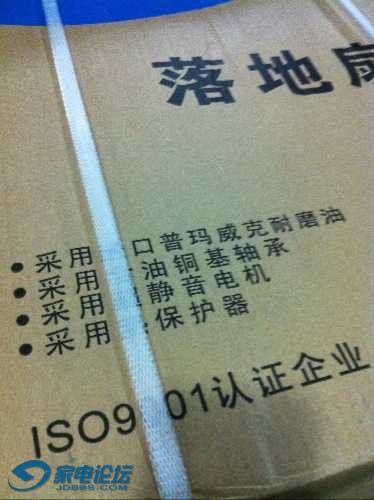 落地扇
• 采用 口普玛威克耐磨油
• 采用 油铜基轴承
• 采用 静音电机
• 采用 保护器
ISO9 01认证企业
家电论坛
JDBBS.COM